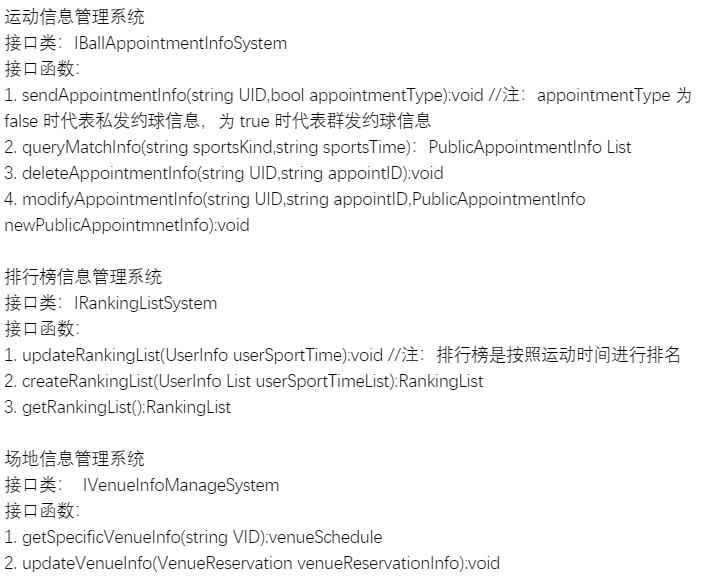 运动信息管理系统
接口类：IBallAppointmentInfoSystem
接口函数：
1. sendAppointmentInfo(string UID,bool appointmentType):void //注：appointmentType 为
false 时代表私发约球信息，为 true 时代表群发约球信息
2. queryMatchInfo(string sportsKind,string sportsTime)：PublicAppointmentInfo List
3. deleteAppointmentInfo(string UID,string appointID):void
4. modifyAppointmentInfo(string UID,string appointID,PublicAppointmentInfo
newPublicAppointmnetInfo):void
排行榜信息管理系统
接口类：IRankingListSystem
接口函数：
1. updateRankingList(UserInfo userSportTime):void //注：排行榜是按照运动时间进行排名
2. createRankingList(UserInfo List userSportTimeList):RankingList
3. getRankingList():RankingList
场地信息管理系统
接口类： IVenueInfoManageSystem
接口函数：
1. getSpecificVenueInfo(string VID):venueSchedule
2. updateVenueInfo(VenueReservation venueReservationInfo):void